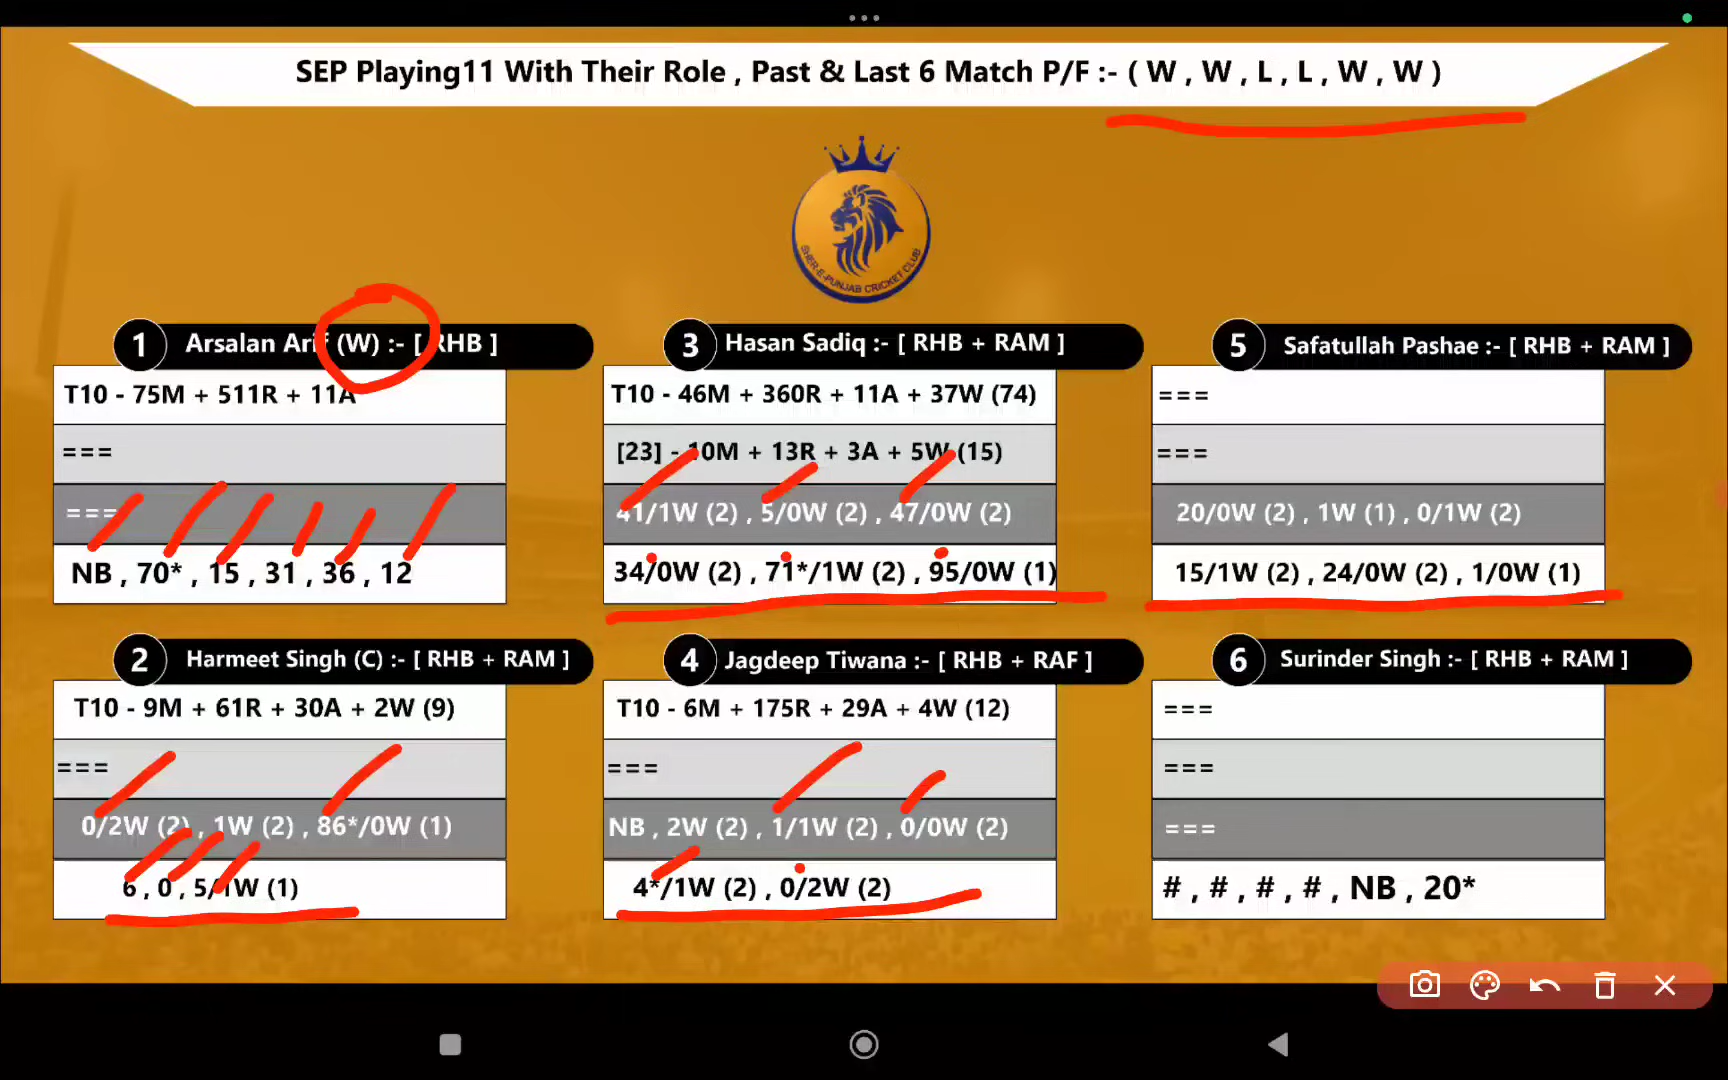 SEP Playing11 With Their Role , Past & Last 6 Match P/F :- ( W , W , L , L , W , W )
SHER-E-PUNJAB CRICKET CLUB
1 Arsalan Arif (W) :- [ RHB ]
T10 - 75M + 511R + 11A
===
===
NB , 70* , 15 , 31 , 36 , 12
2 Harmeet Singh (C) :- [ RHB + RAM ]
T10 - 9M + 61R + 30A + 2W (9)
===
0/2W (2) , 1W (2) , 86*/0W (1)
6 , 0 , 5/1W (1)
3 Hasan Sadiq :- [ RHB + RAM ]
T10 - 46M + 360R + 11A + 37W (74)
[23] - 10M + 13R + 3A + 5W (15)
41/1W (2) , 5/0W (2) , 47/0W (2)
34/0W (2) , 71*/1W (2) , 95/0W (1)
4 Jagdeep Tiwana :- [ RHB + RAF ]
T10 - 6M + 175R + 29A + 4W (12)
===
NB , 2W (2) , 1/1W (2) , 0/0W (2)
4*/1W (2) , 0/2W (2)
5 Safatullah Pashae :- [ RHB + RAM ]
===
===
20/0W (2) , 1W (1) , 0/1W (2)
15/1W (2) , 24/0W (2) , 1/0W (1)
6 Surinder Singh :- [ RHB + RAM ]
===
===
===
# , # , # , # , NB , 20*